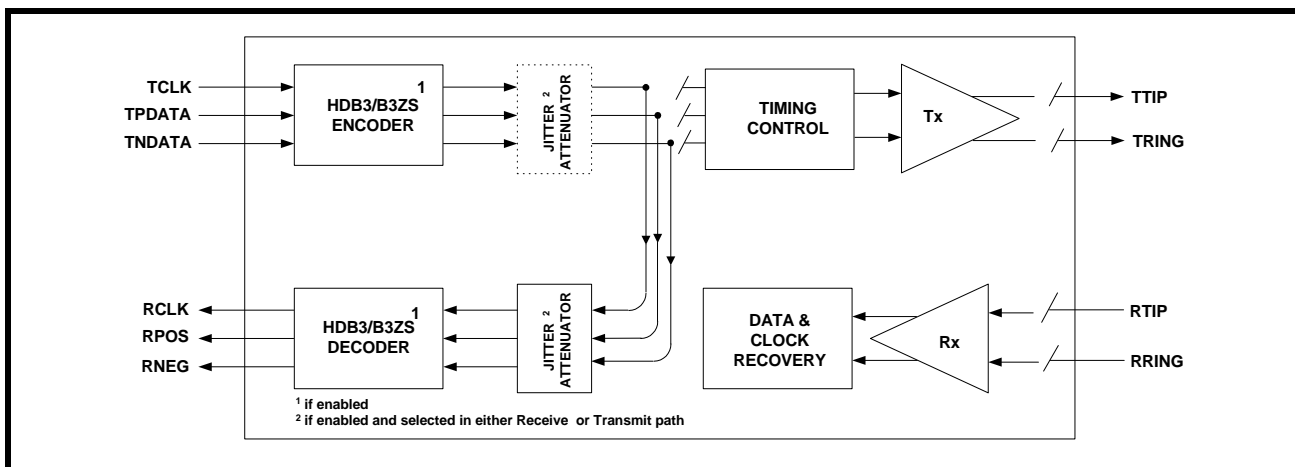 TCLK
TPDATA
TNDATA
HDB3/B3ZS 1
ENCODER
JITTER 2
ATTENUATOR
TIMING
CONTROL
Tx
TTIP
TRING
RCLK
RPOS
RNEG
HDB3/B3ZS 1
DECODER
JITTER 2
ATTENUATOR
DATA &
CLOCK
RECOVERY
Rx
RTIP
RRING
1 if enabled
2 if enabled and selected in either Receive or Transmit path